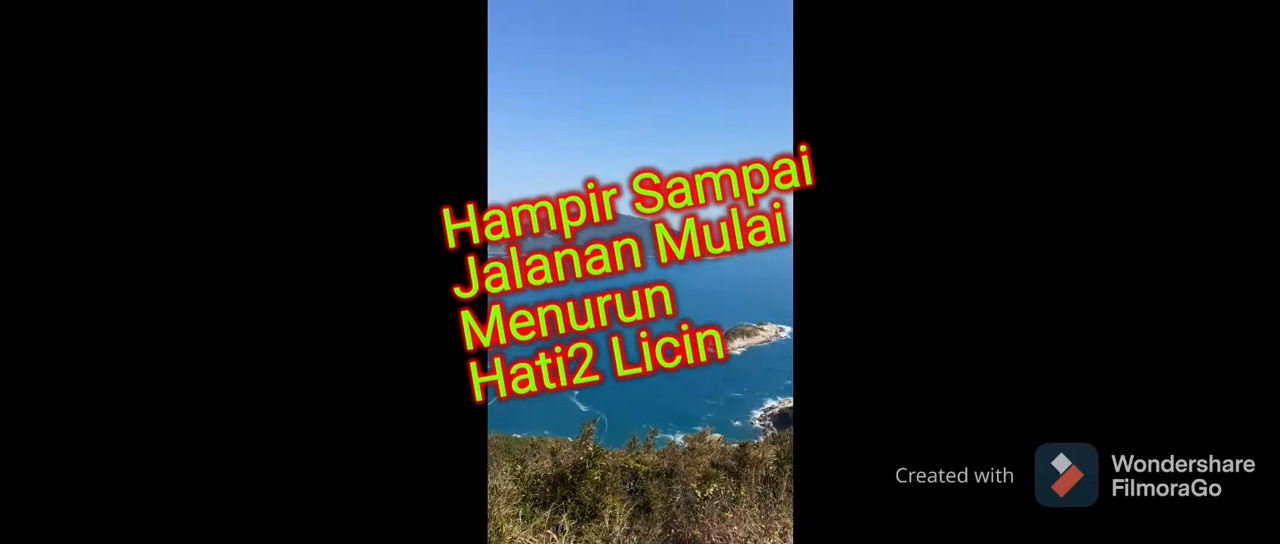 Hampir Sampai
Jalanan Mulai
Menurun
Hati2 Licin
Created with
Wondershare
FilmoraGo